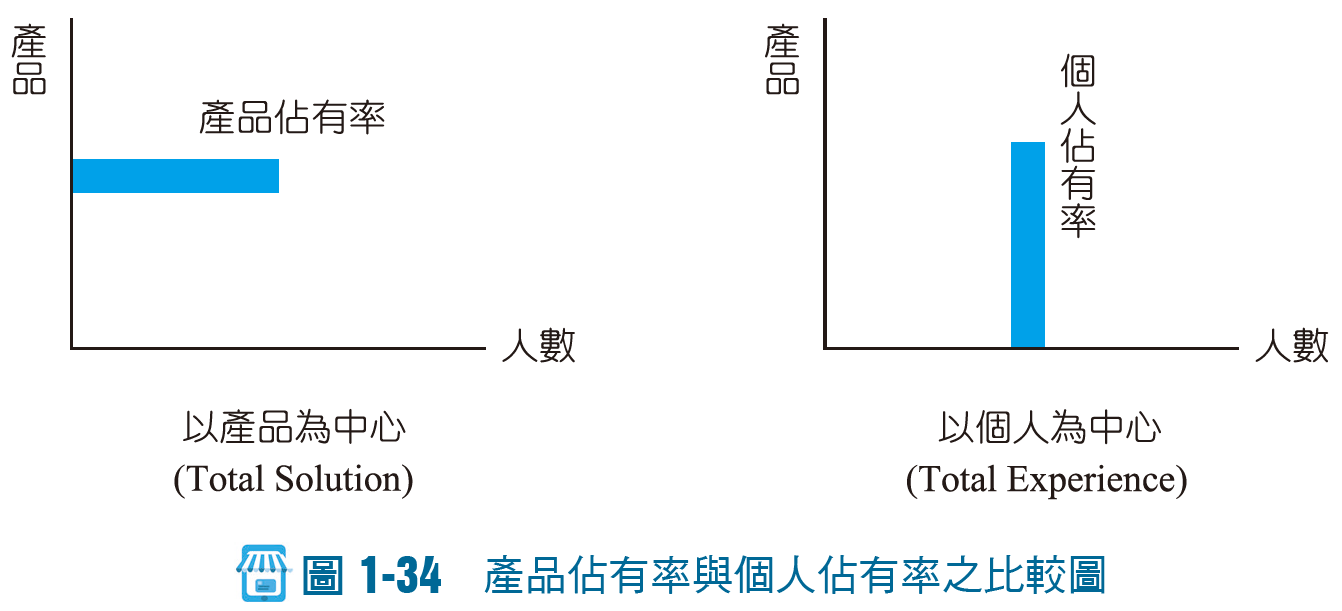 產品
產品佔有率
人數
以產品為中心
(Total Solution)
產品
個人佔有率
人數
以個人為中心
(Total Experience)
圖 1-34 產品佔有率與個人佔有率之比較圖